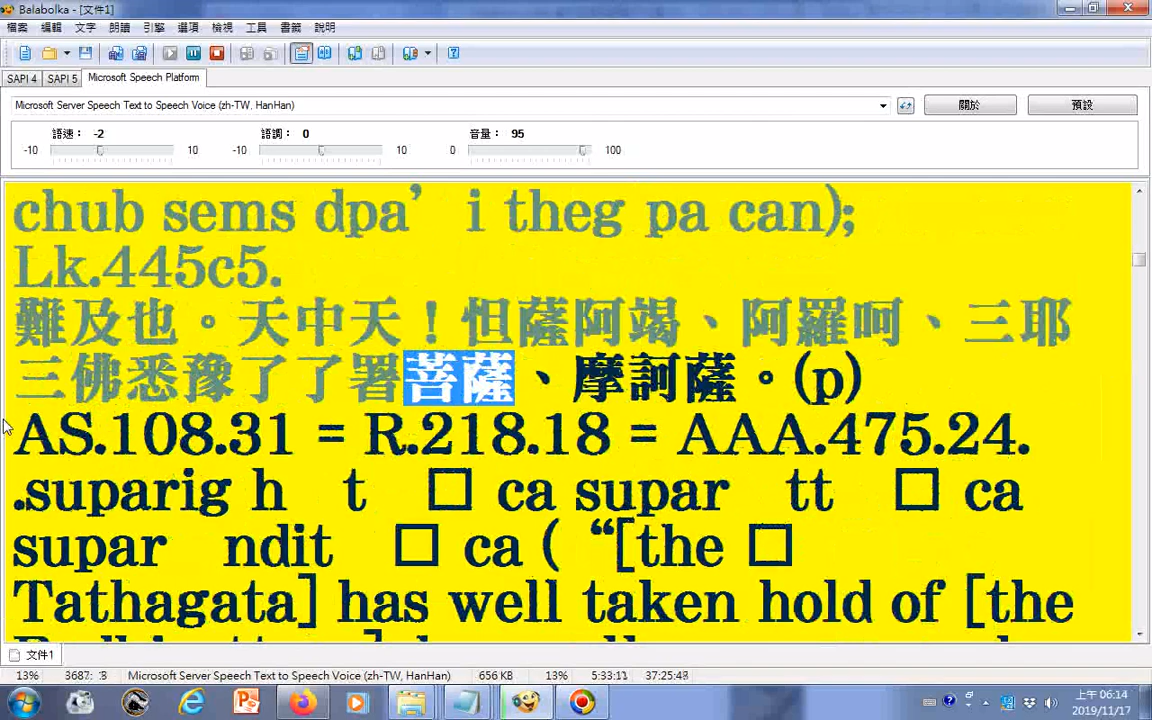 Balabolka - [文件1]
檔案 編輯 文字 朗讀 引擎 選項 檢視 工具 書籤 說明
SAPI 4 SAPI 5 Microsoft Speech Platform
Microsoft Server Speech Text to Speech Voice (zh-TW, HanHan) 關於 預設
語速： -2 語調： 0 音量： 95
-10 10 -10 10 0 100
chub sems dpa’ i theg pa can);
Lk.445c5.
難及也。天中天！怛薩阿竭、阿羅呵、三耶
三佛悉豫了了署菩薩、摩訶薩。(p)
AS.108.31 = R.218.18 = AAA.475.24.
.suparig h t □ ca supar tt □ ca
supar ndit □ ca ( “[the □
Tathagata] has well taken hold of [the
文件1
13% Microsoft Server Speech Text to Speech Voice (zh-TW, HanHan) 656 KB 13% 5:33:11 37:25:48
上午 06:14
2019/11/17